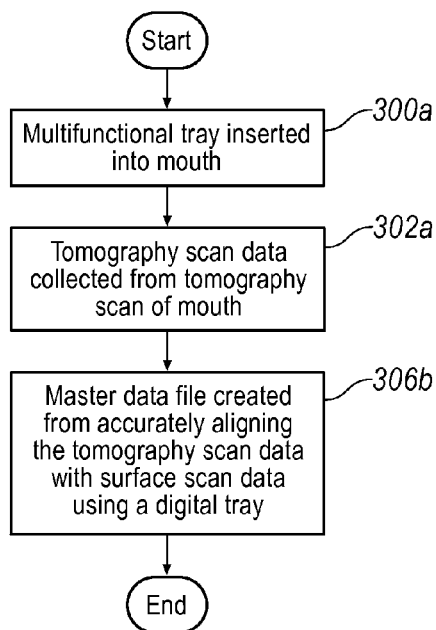 Start
300a
Multifunctional tray inserted
into mouth
302a
Tomography scan data
collected from tomography
scan of mouth
306b
Master data file created
from accurately aligning
the tomography scan data
with surface scan data
using a digital tray
End